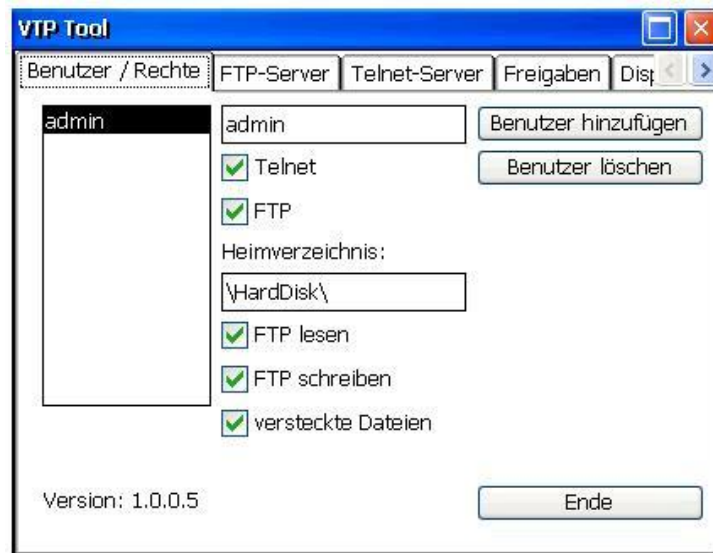 VTP Tool
Benutzer / Rechte FTP-Server Telnet-Server Freigaben Disp
admin admin Benutzer hinzufügen
Telnet Benutzer löschen
FTP
Heimverzeichnis:
\HardDisk\
FTP lesen
FTP schreiben
versteckte Dateien
Version: 1.0.0.5 Ende